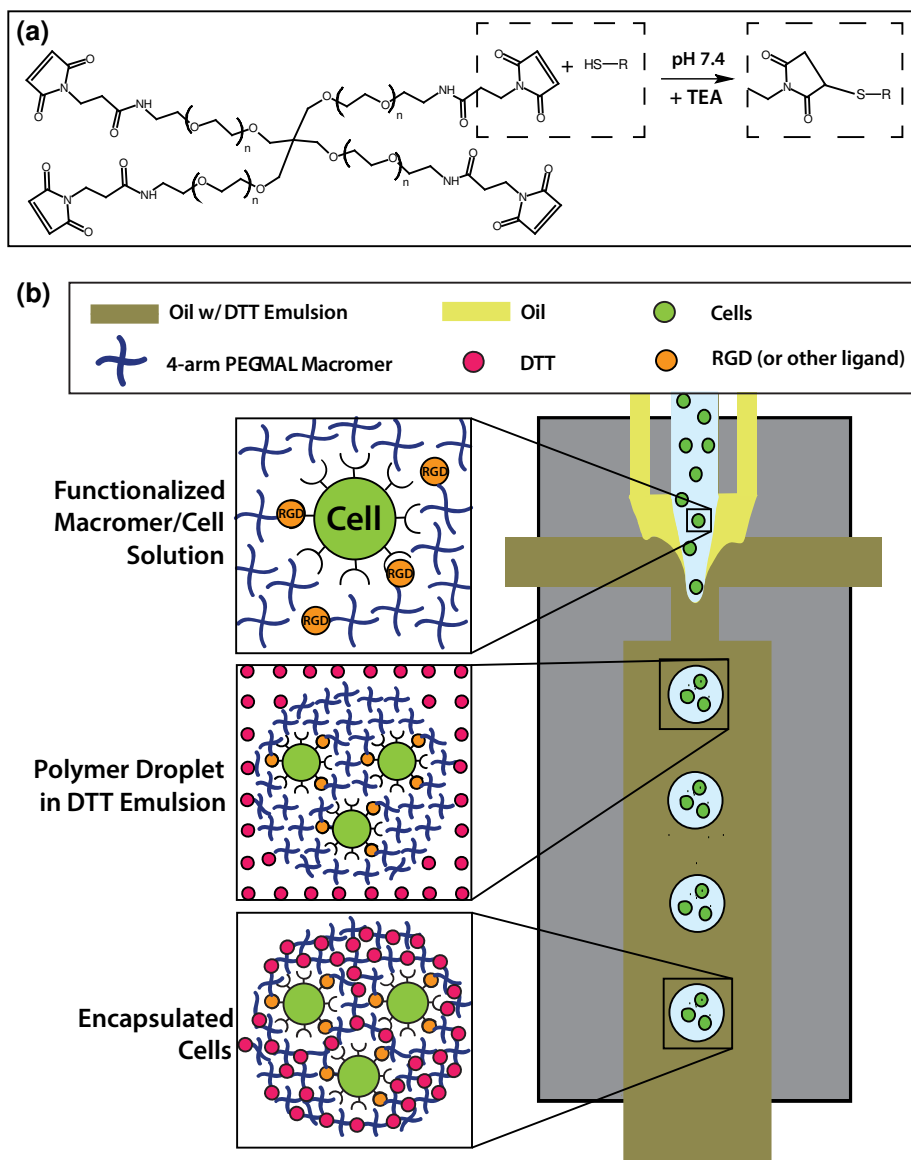 (a)
O
N
O
O
NH
O
O
n
O
O
n
NH
O
N
O
O
+ HS—R
pH 7.4
+ TEA
O
N
O
S—R
O
N
O
O
NH
O
O
n
O
O
n
NH
O
N
O
O
(b)
Oil w/ DTT Emulsion
Oil
Cells
4-arm PEGMAL Macromer
DTT
RGD (or other ligand)
Functionalized
Macromer/Cell
Solution
RGD
RGD
Cell
RGD
RGD
Polymer Droplet
in DTT Emulsion
Encapsulated
Cells